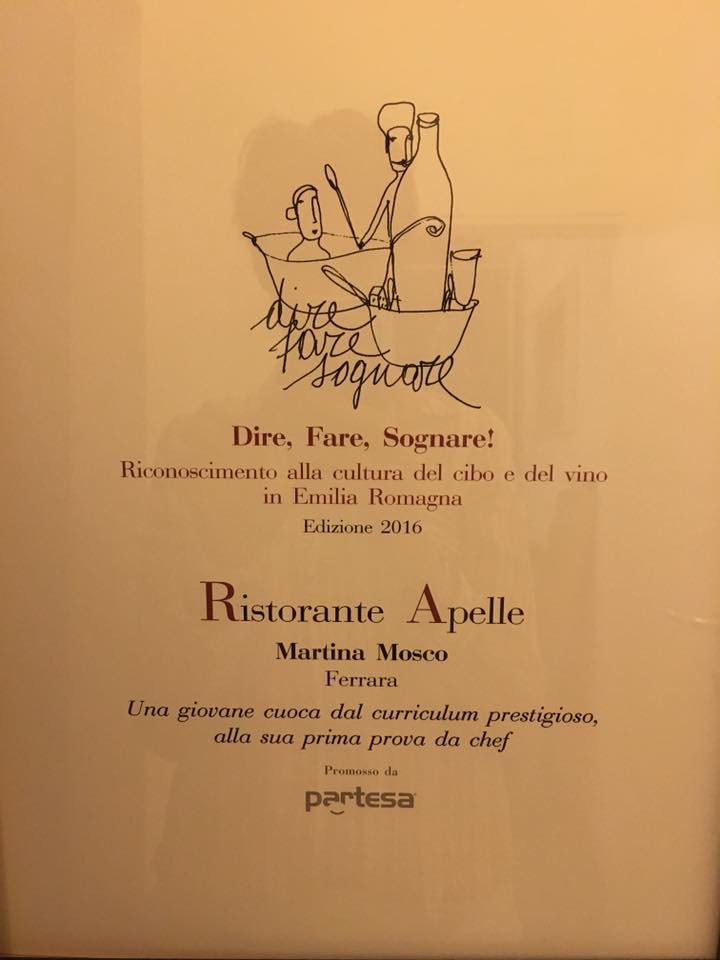 dire
fare
sognare
Dire, Fare, Sognare!
Riconoscimento alla cultura del cibo e del vino
in Emilia Romagna
Edizione 2016
Ristorante Apelle
Martina Mosco
Ferrara
Una giovane cuoca dal curriculum prestigioso,
alla sua prima prova da chef
Promosso da
partesa